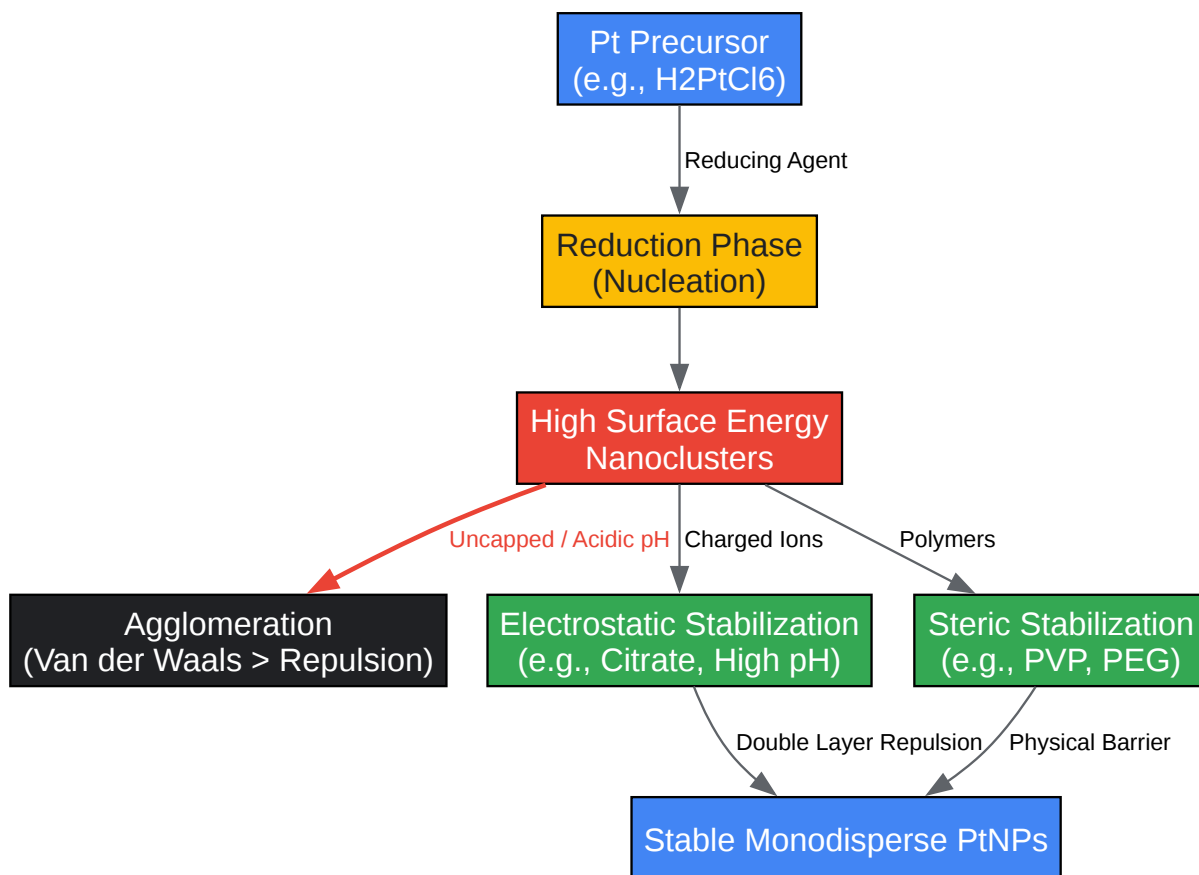 Pt Precursor
(e.g., H2PtCl6)
Reducing Agent
Reduction Phase
(Nucleation)
High Surface Energy
Nanoclusters
Uncapped / Acidic pH
Charged Ions
Polymers
Agglomeration
(Van der Waals > Repulsion)
Electrostatic Stabilization
(e.g., Citrate, High pH)
Steric Stabilization
(e.g., PVP, PEG)
Double Layer Repulsion
Physical Barrier
Stable Monodisperse PtNPs